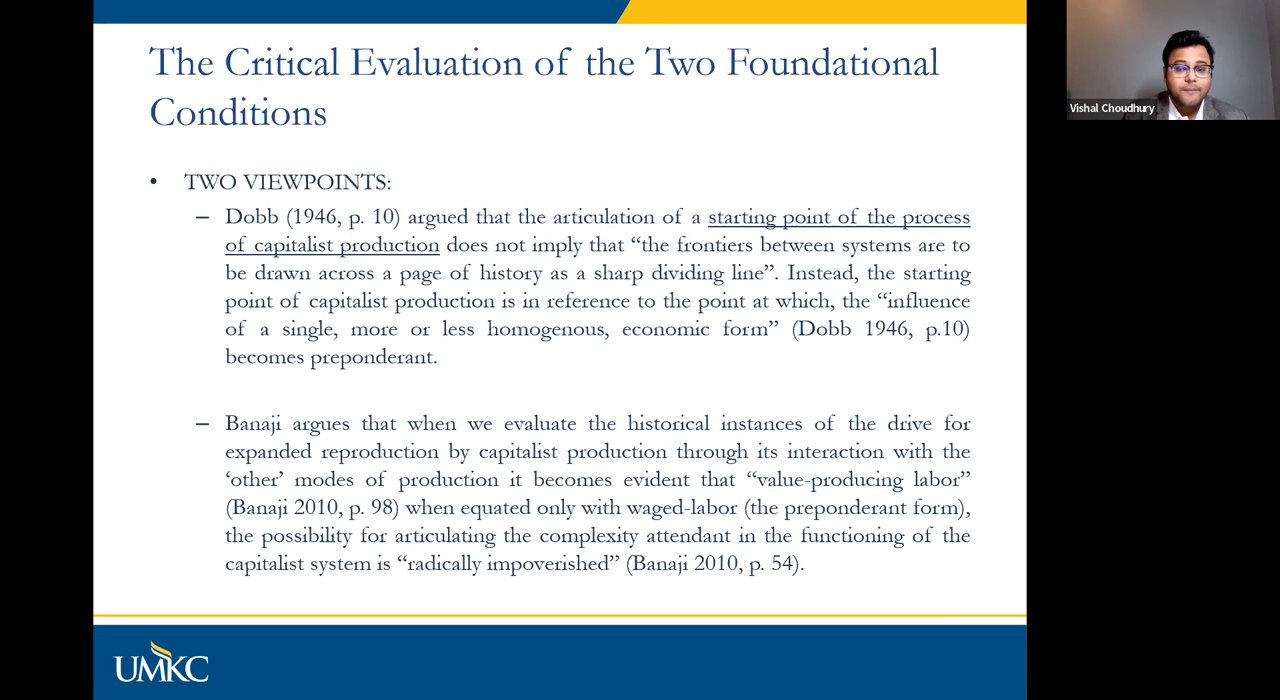 The Critical Evaluation of the Two Foundational
Conditions
• TWO VIEWPOINTS:
– Dobb (1946, p. 10) argued that the articulation of a starting point of the process
of capitalist production does not imply that “the frontiers between systems are to
be drawn across a page of history as a sharp dividing line”. Instead, the starting
point of capitalist production is in reference to the point at which, the “influence
of a single, more or less homogenous, economic form” (Dobb 1946, p.10)
becomes preponderant.
– Banaji argues that when we evaluate the historical instances of the drive for
expanded reproduction by capitalist production through its interaction with the
‘other’ modes of production it becomes evident that “value-producing labor”
(Banaji 2010, p. 98) when equated only with waged-labor (the preponderant form),
the possibility for articulating the complexity attendant in the functioning of the
capitalist system is “radically impoverished” (Banaji 2010, p. 54).
UMKC
Vishal Choudhury